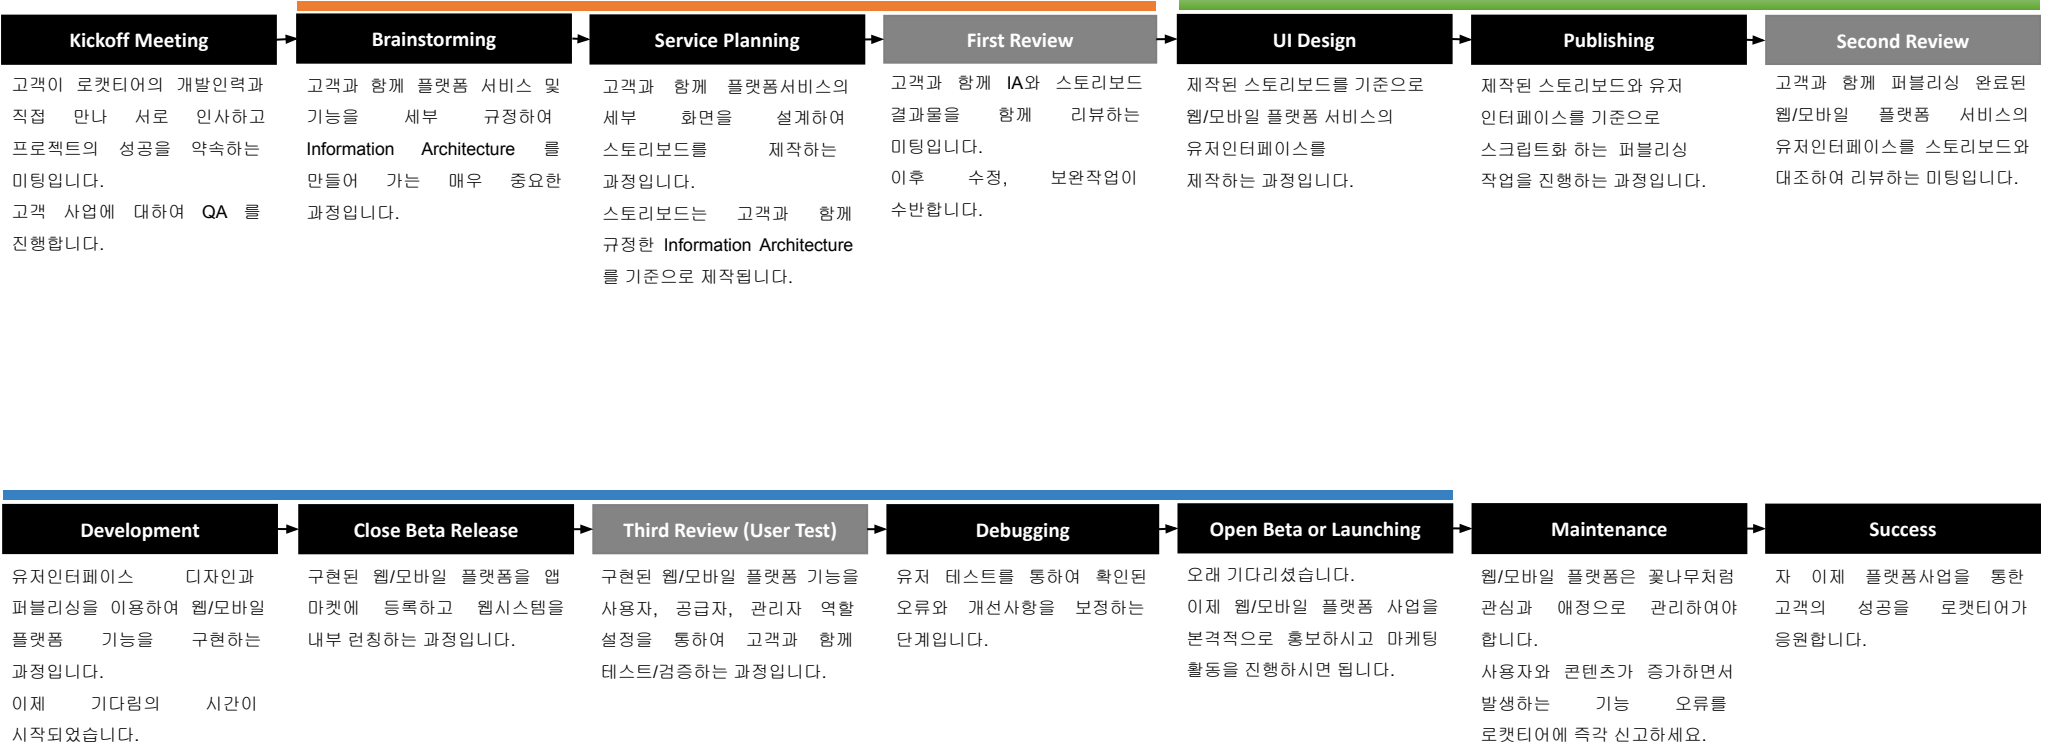 Kickoff Meeting
고객이 로캣티어의 개발인력과
직접 만나 서로 인사하고
프로젝트의 성공을 약속하는
미팅입니다.
고객 사업에 대하여 QA 를
진행합니다.
Brainstorming
고객과 함께 플랫폼 서비스 및
기능을 세부 규정하여
Information Architecture 를
만들어 가는 매우 중요한
과정입니다.
Service Planning
고객과 함께 플랫폼서비스의
세부 화면을 설계하여
스토리보드를 제작하는
과정입니다.
스토리보드는 고객과 함께
규정한 Information Architecture
를 기준으로 제작됩니다.
First Review
고객과 함께 IA와 스토리보드
결과물을 함께 리뷰하는
미팅입니다.
이후 수정, 보완작업이
수반합니다.
UI Design
제작된 스토리보드를 기준으로
웹/모바일 플랫폼 서비스의
유저인터페이스를
제작하는 과정입니다.
Publishing
제작된 스토리보드와 유저
인터페이스를 기준으로
스크립트화 하는 퍼블리싱
작업을 진행하는 과정입니다.
Second Review
고객과 함께 퍼블리싱 완료된
웹/모바일 플랫폼 서비스의
유저인터페이스를 스토리보드와
대조하여 리뷰하는 미팅입니다.
Development
유저인터페이스 디자인과
퍼블리싱을 이용하여 웹/모바일
플랫폼 기능을 구현하는
과정입니다.
이제 기다림의 시간이
시작되었습니다.
Close Beta Release
구현된 웹/모바일 플랫폼을 앱
마켓에 등록하고 웹시스템을
내부 런칭하는 과정입니다.
Third Review (User Test)
구현된 웹/모바일 플랫폼 기능을
사용자, 공급자, 관리자 역할
설정을 통하여 고객과 함께
테스트/검증하는 과정입니다.
Debugging
유저 테스트를 통하여 확인된
오류와 개선사항을 보정하는
단계입니다.
Open Beta or Launching
오래 기다리셨습니다.
이제 웹/모바일 플랫폼 사업을
본격적으로 홍보하시고 마케팅
활동을 진행하시면 됩니다.
Maintenance
웹/모바일 플랫폼은 꽃나무처럼
관심과 애정으로 관리하여야
합니다.
사용자와 콘텐츠가 증가하면서
발생하는 기능 오류를
로캣티어에 즉각 신고하세요.
Success
자 이제 플랫폼사업을 통한
고객의 성공을 로캣티어가
응원합니다.